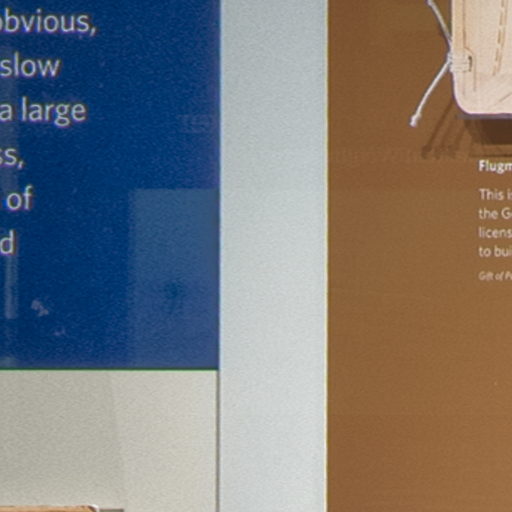 obvious,
slow
a large
ss,
of
d
Flugm
This i
the G
licens
to bui
Gift of P